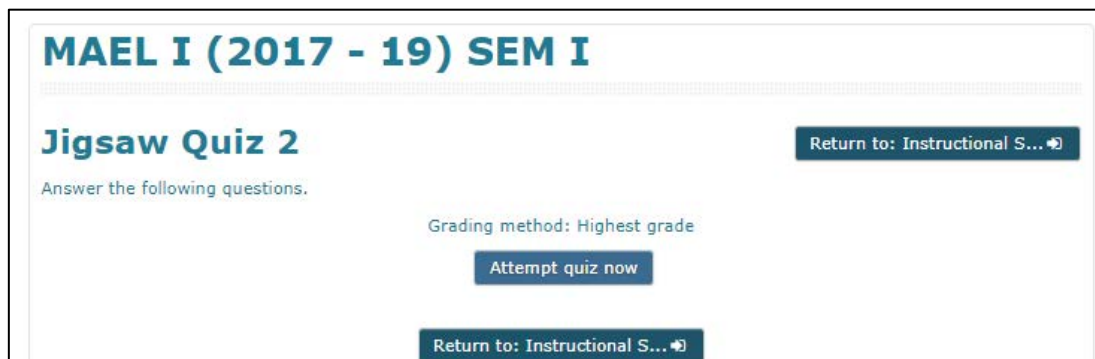 MAEL I (2017 - 19) SEM I
Jigsaw Quiz 2
Return to: Instructional S...
Answer the following questions.
Grading method: Highest grade
Attempt quiz now
Return to: Instructional S...